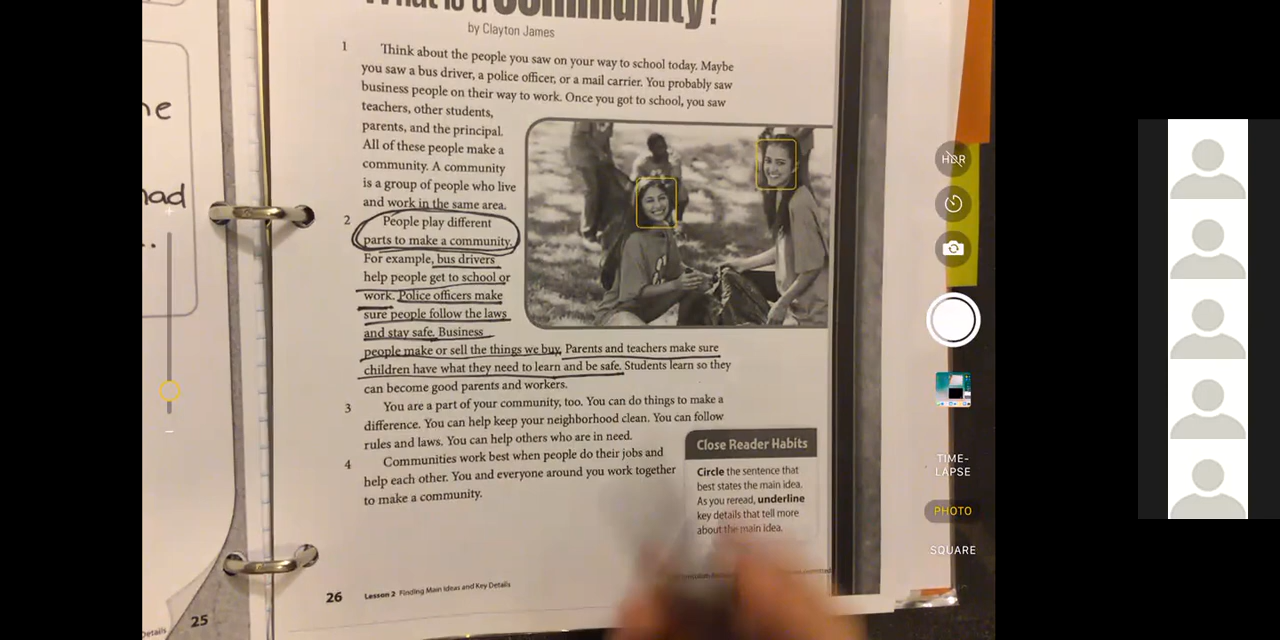 What is a Community?
by Clayton James
1 Think about the people you saw on your way to school today. Maybe
you saw a bus driver, a police officer, or a mail carrier. You probably saw
business people on their way to work. Once you got to school, you saw
teachers, other students,
parents, and the principal.
All of these people make a
community. A community
is a group of people who live
and work in the same area.
2 People play different
parts to make a community.
For example, bus drivers
help people get to school or
work. Police officers make
sure people follow the laws
and stay safe. Business
people make or sell the things we buy. Parents and teachers make sure
children have what they need to learn and be safe. Students learn so they
can become good parents and workers.
3 You are a part of your community, too. You can do things to make a
difference. You can help keep your neighborhood clean. You can follow
rules and laws. You can help others who are in need.
4 Communities work best when people do their jobs and
help each other. You and everyone around you work together
to make a community.
Close Reader Habits
Circle the sentence that
best states the main idea.
As you reread, underline
key details that tell more
about the main idea.
26 Lesson 2 Finding Main Ideas and Key Details
he
had
..
Details 25
HDR
TIME-
LAPSE
PHOTO
SQUARE